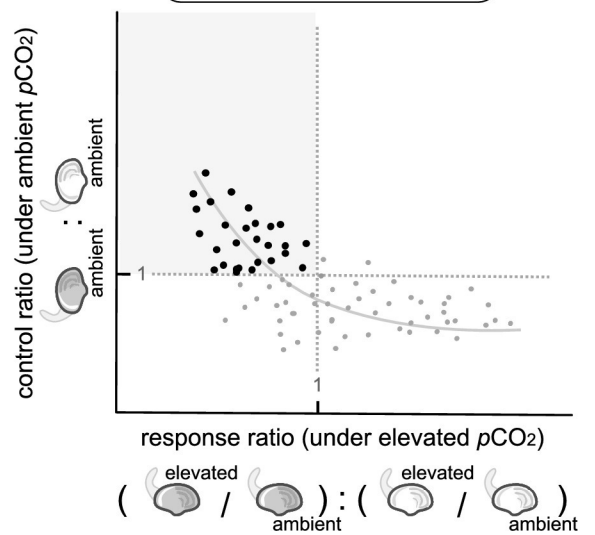 control ratio (under ambient pCO2)
ambient
:
ambient
1
1
response ratio (under elevated pCO2)
( elevated / ambient ) : ( elevated / ambient )